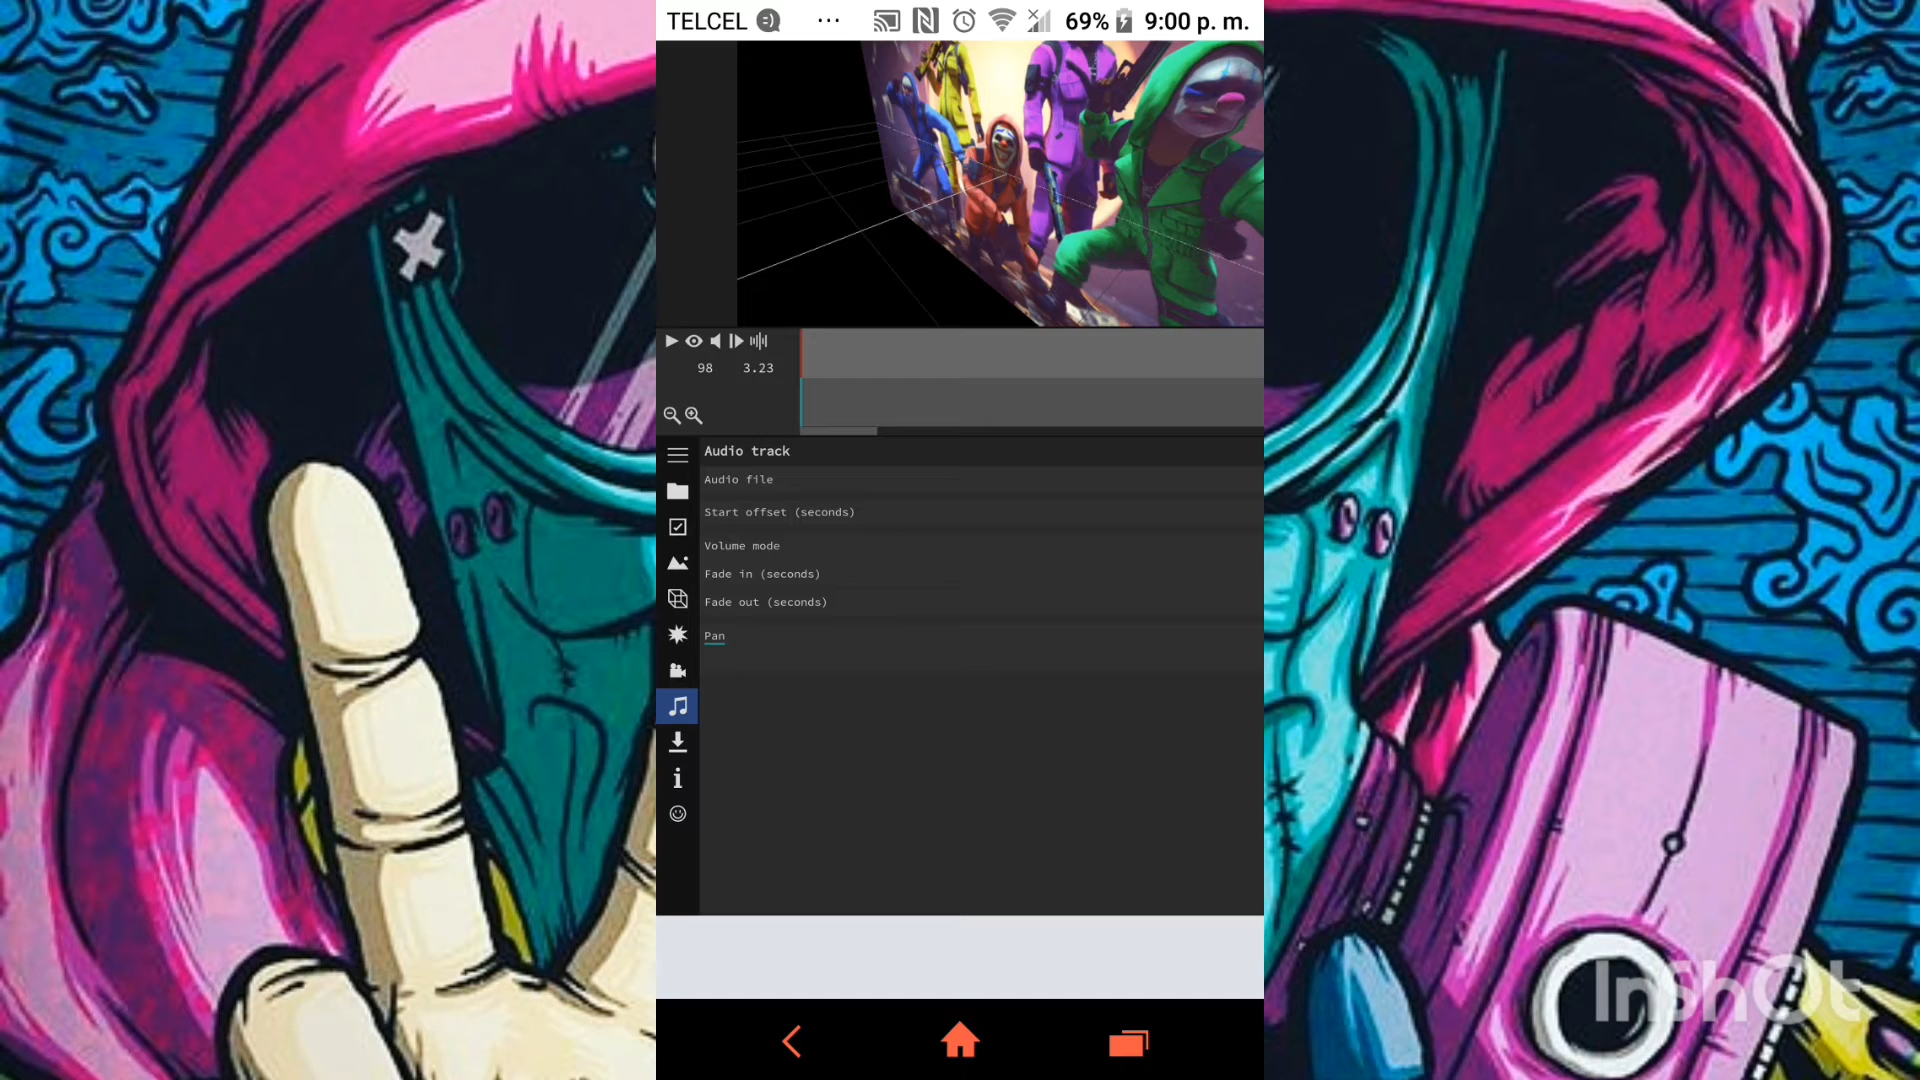 TELCEL 69% 9:00 p. m.
98 3.23
Audio track
Audio file
Start offset (seconds)
Volume mode
Fade in (seconds)
Fade out (seconds)
Pan
InShOt